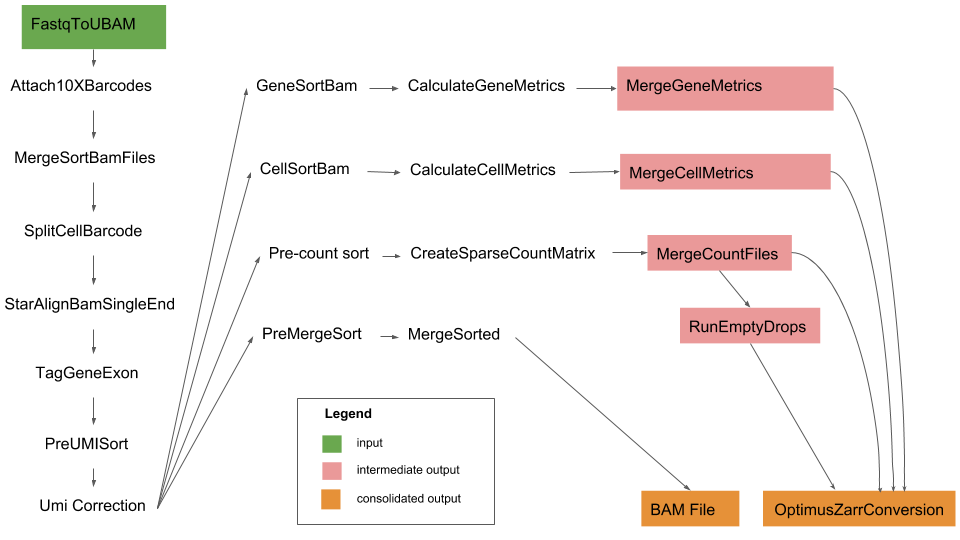 FastqToUBAM
Attach10XBarcodes
MergeSortBamFiles
SplitCellBarcode
StarAlignBamSingleEnd
TagGeneExon
PreUMISort
Umi Correction
GeneSortBam
CalculateGeneMetrics
MergeGeneMetrics
CellSortBam
CalculateCellMetrics
MergeCellMetrics
Pre-count sort
CreateSparseCountMatrix
MergeCountFiles
RunEmptyDrops
PreMergeSort
MergeSorted
Legend
input
intermediate output
consolidated output
BAM File
OptimusZarrConversion